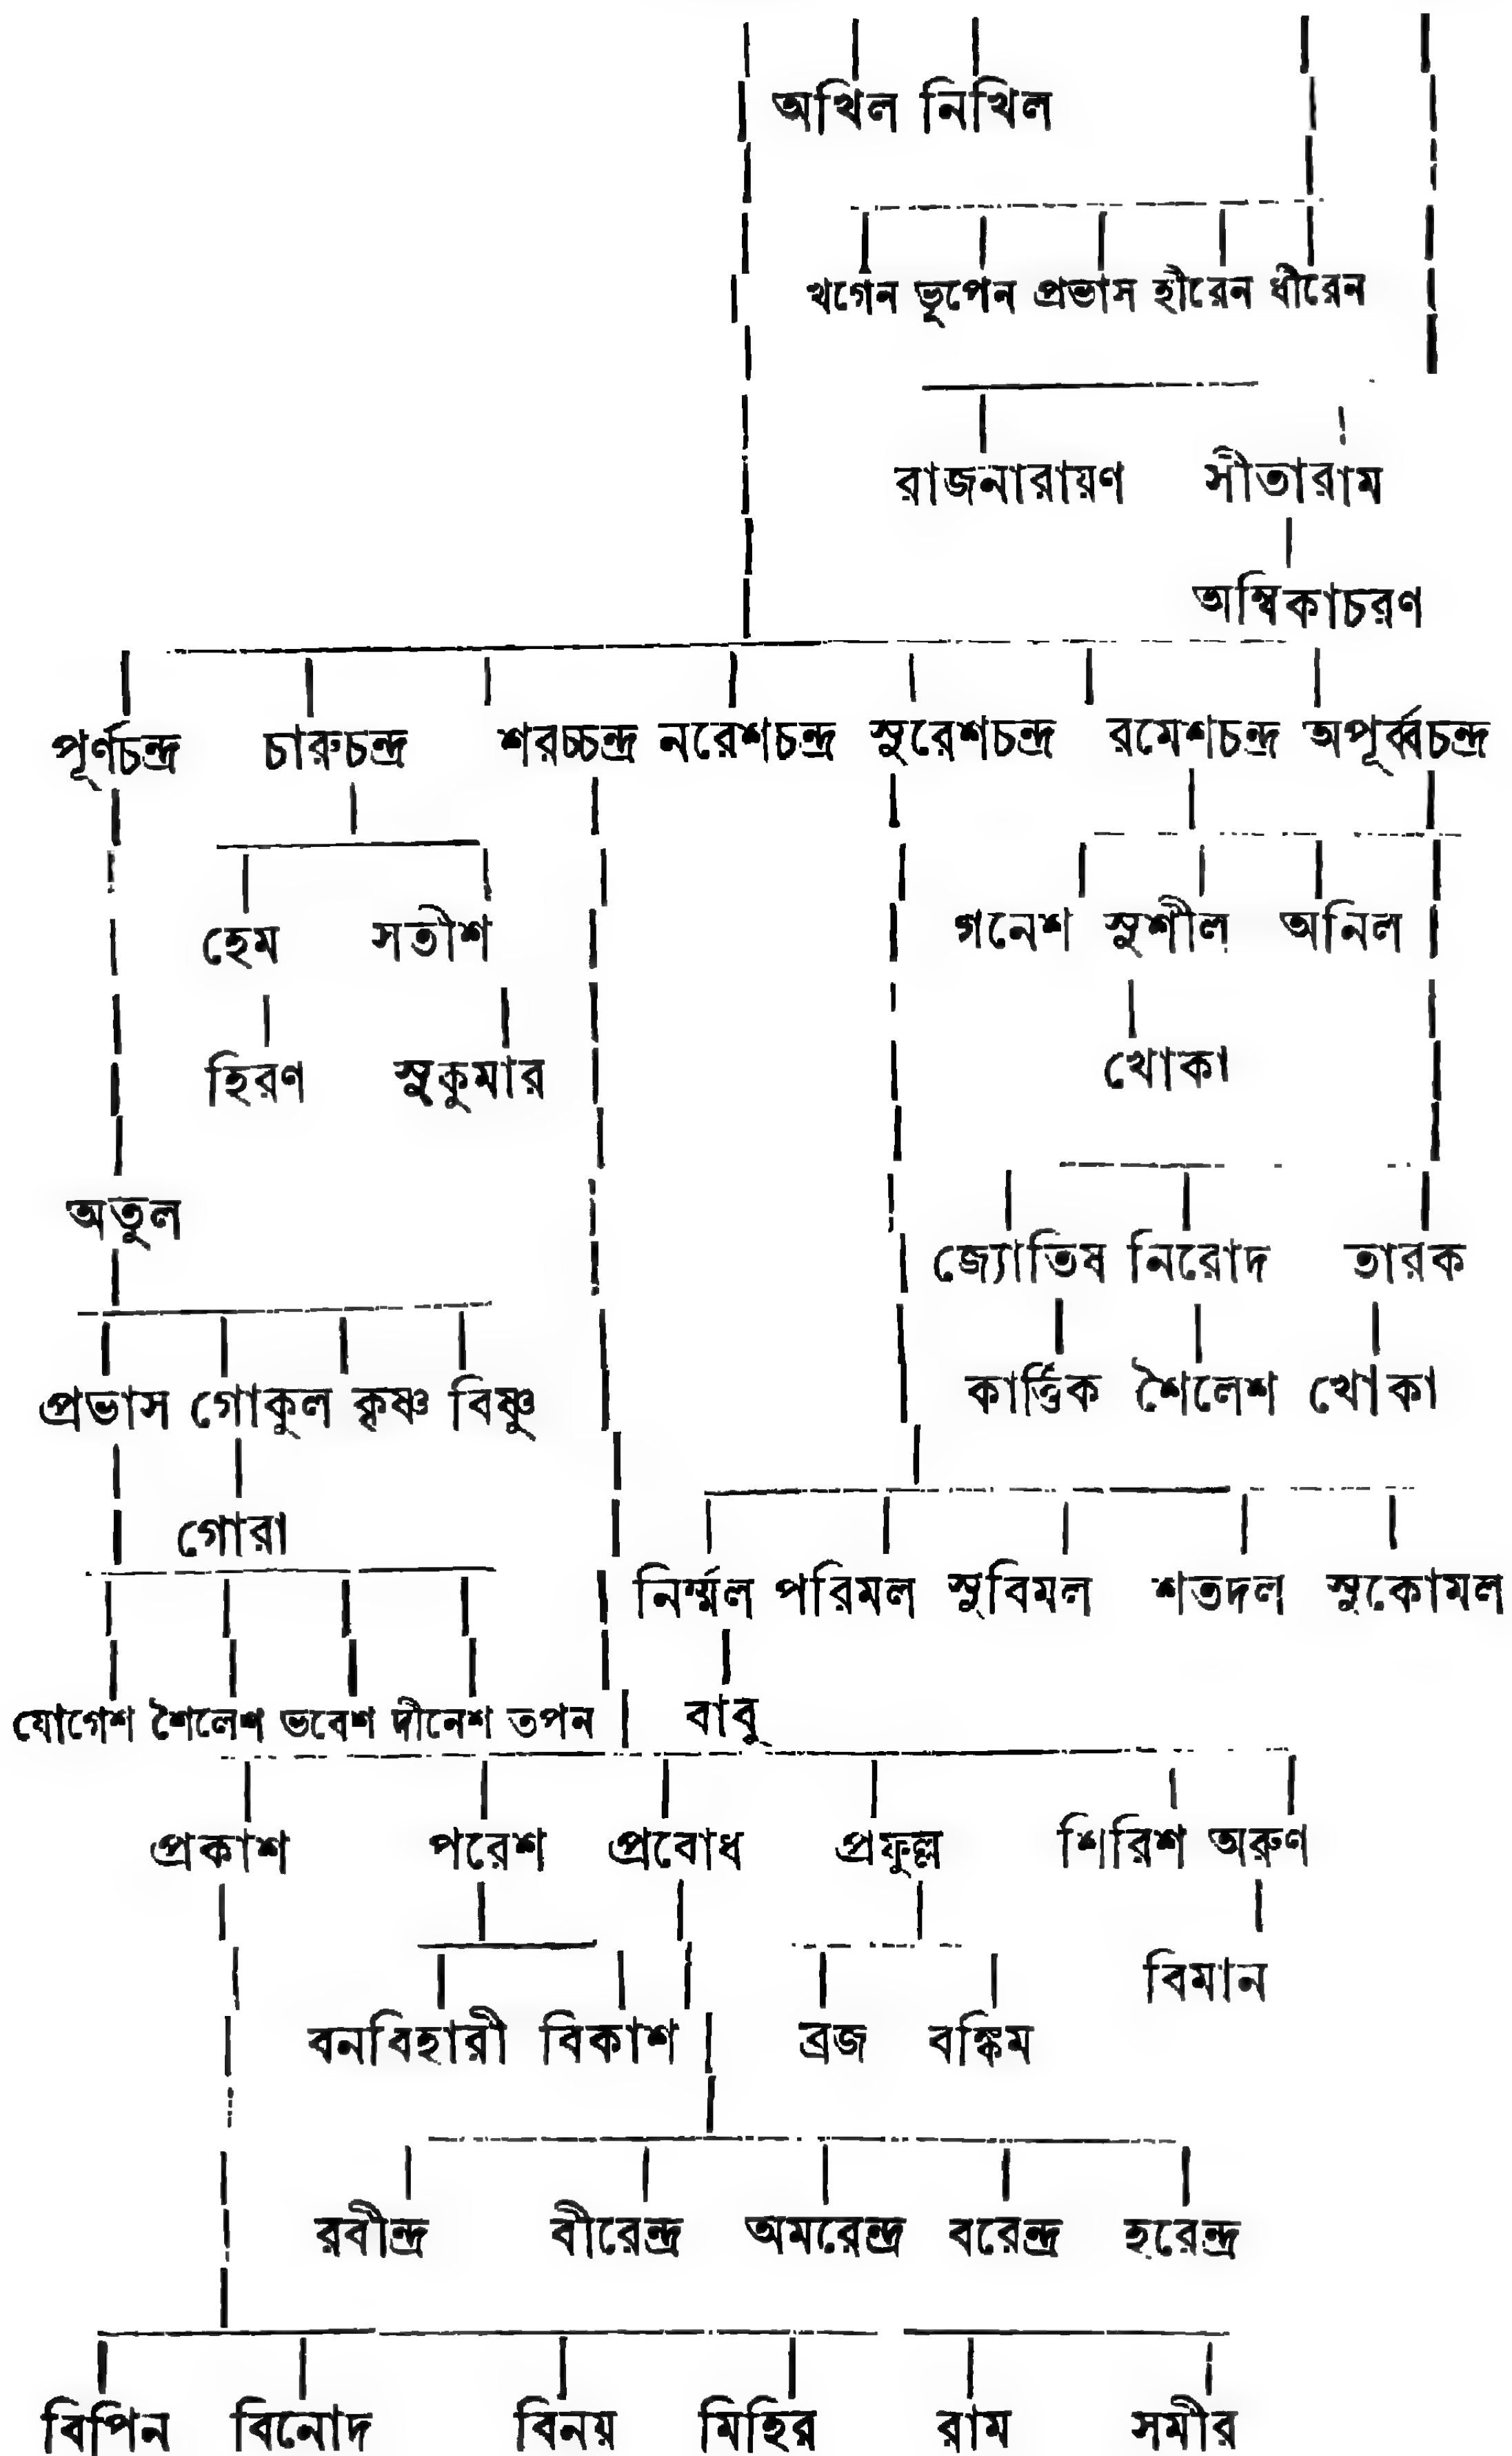 অখিল নিখিল
খগেন ভূপেন প্রভাস হীরেন ধীরেন
রাজনারায়ণ সীতারাম
অম্বিকাচরণ
পূর্ণচন্দ্র চারুচন্দ্র শরচ্চন্দ্র নরেশচন্দ্র সুরেশচন্দ্র রমেশচন্দ্র অপূর্ব্বচন্দ্র
হেম সতীশ গনেশ সুশীল অনিল
হিরণ সুকুমার খোকা
অতুল জ্যোতিষ নিরোদ তারক
প্রভাস গোকুল কৃষ্ণ বিষ্ণু কার্ত্তিক শৈলেশ খোকা
গোরা
নির্ম্মল পরিমল সুবিমল শতদল সুকোমল
যোগেশ শৈলেশ ভবেশ দীনেশ তপন বাবু
প্রকাশ পরেশ প্রবোধ প্রফুল্ল শিরিশ অরুণ
বিমান
বনবিহারী বিকাশ ব্রজ বঙ্কিম
রবীন্দ্র বীরেন্দ্র অমরেন্দ্র বরেন্দ্র হরেন্দ্র
বিপিন বিনোদ বিনয় মিহির রাম সমীর